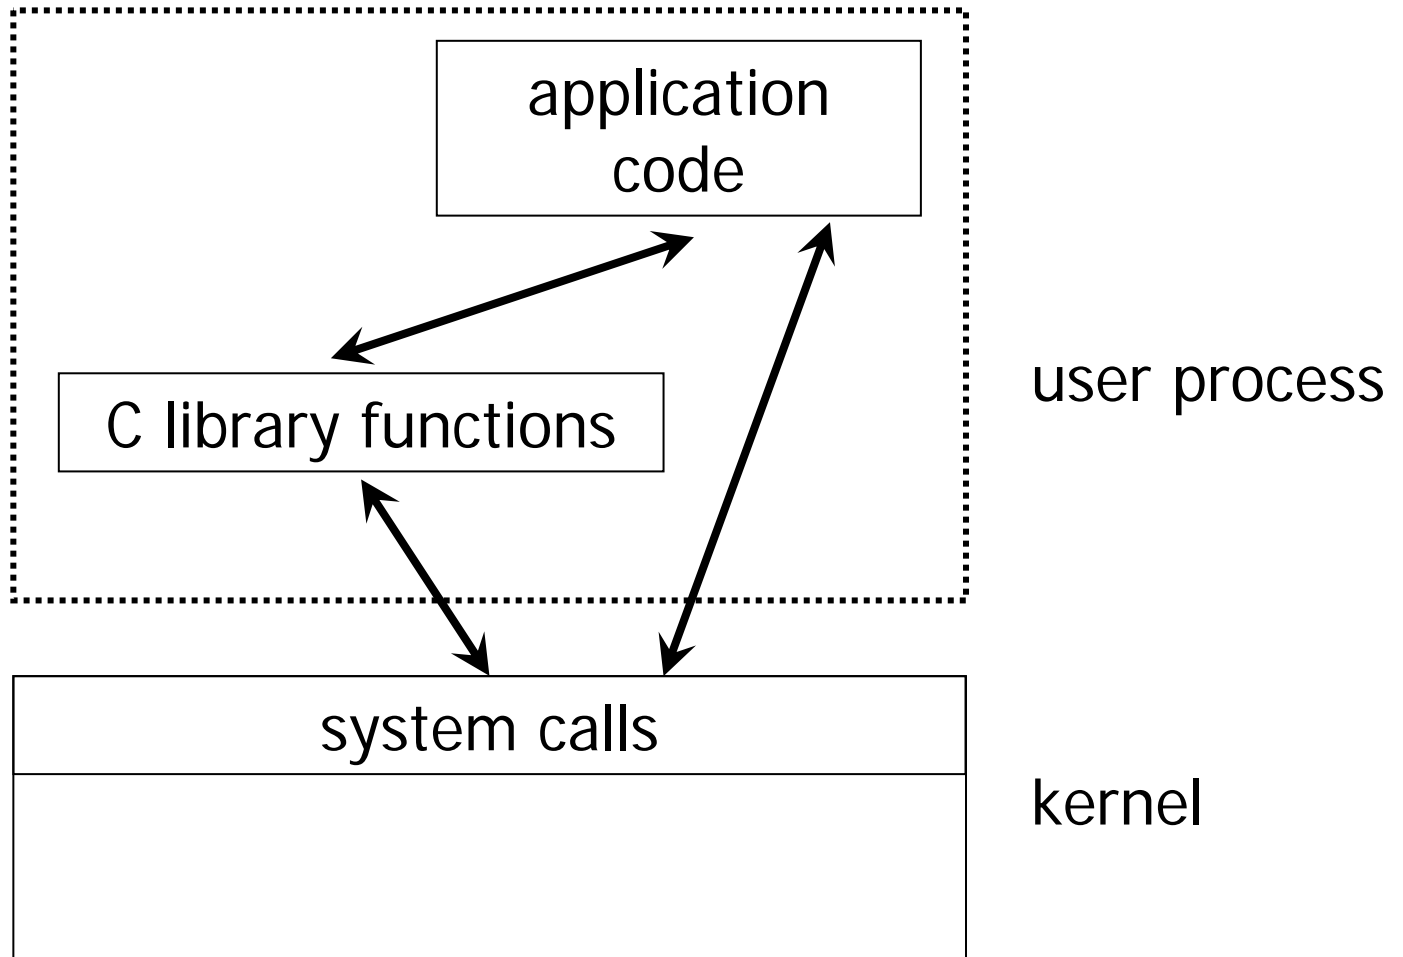 application
code
user process
C library functions
system calls
kernel